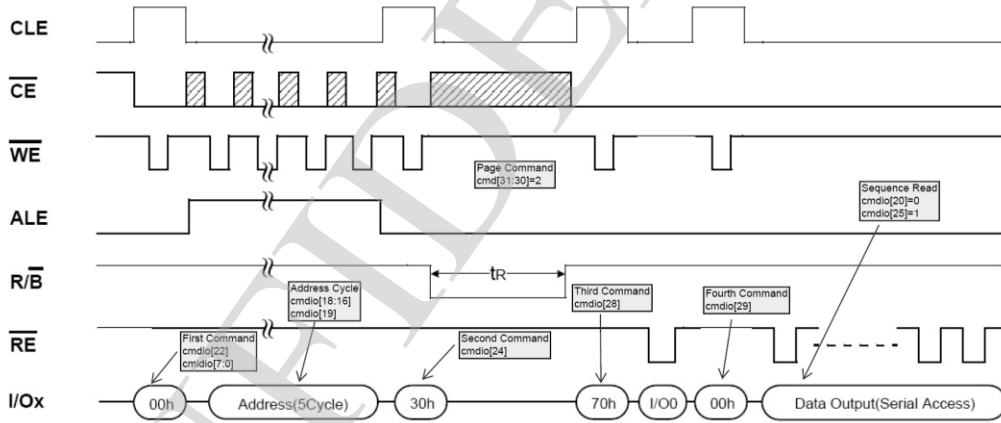 CLE
CE
WE
Page Command
cmd[31:30]=2
Sequence Read
cmdio[20]=0
cmdio[25]=1
ALE
R/B
tR
Address Cycle
cmdio[18:16]
cmdio[19]
Third Command
cmdio[28]
Fourth Command
cmdio[29]
RE
First Command
cmdio[22]
cmidio[7:0]
Second Command
cmdio[24]
I/Ox
00h
Address(5Cycle)
30h
70h
I/O0
00h
Data Output(Serial Access)